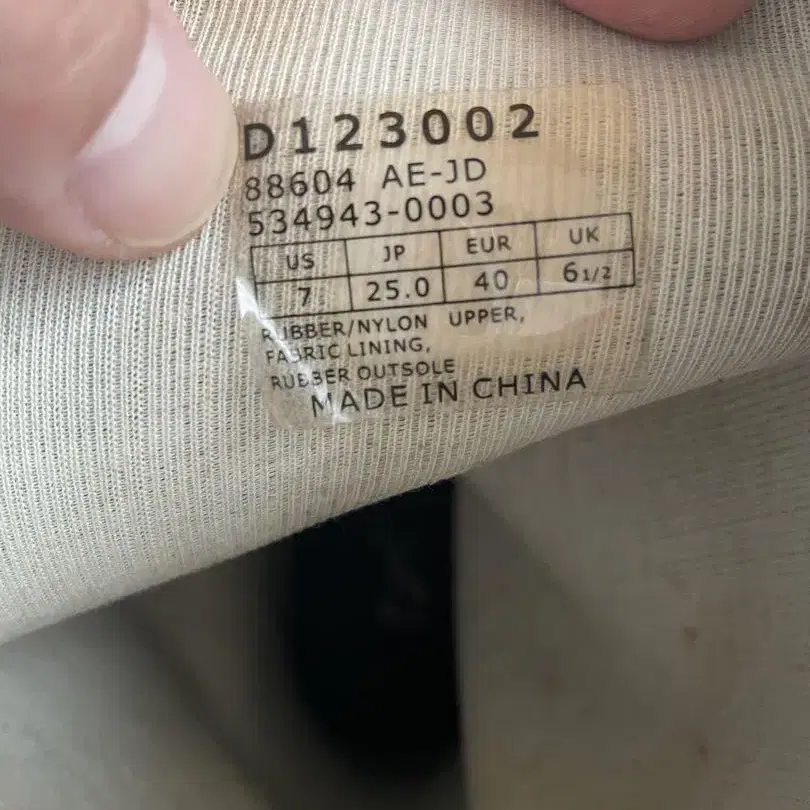 D123002
88604 AE-JD
534943-0003
US JP EUR UK
7 25.0 40 6 1/2
RUBBER/NYLON UPPER,
FABRIC LINING,
RUBBER OUTSOLE
MADE IN CHINA